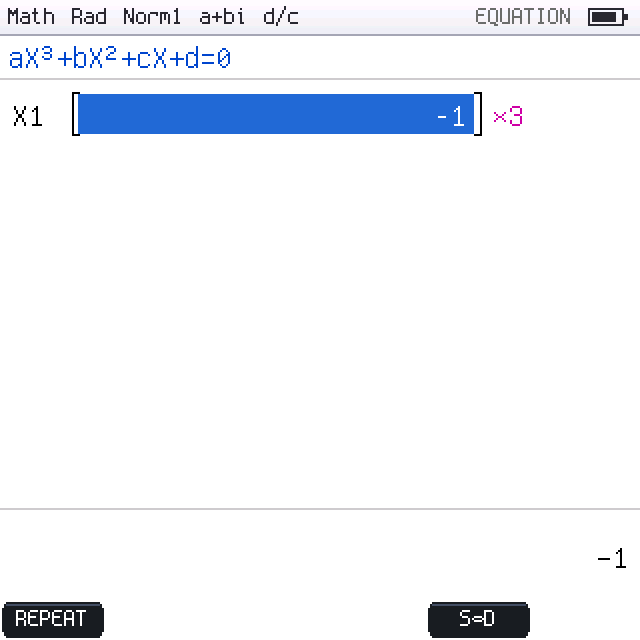 Math Rad Norm1 a+bi d/c EQUATION
aX³+bX²+cX+d=0
X1 [ -1 ] ×3
-1
REPEAT S⇔D